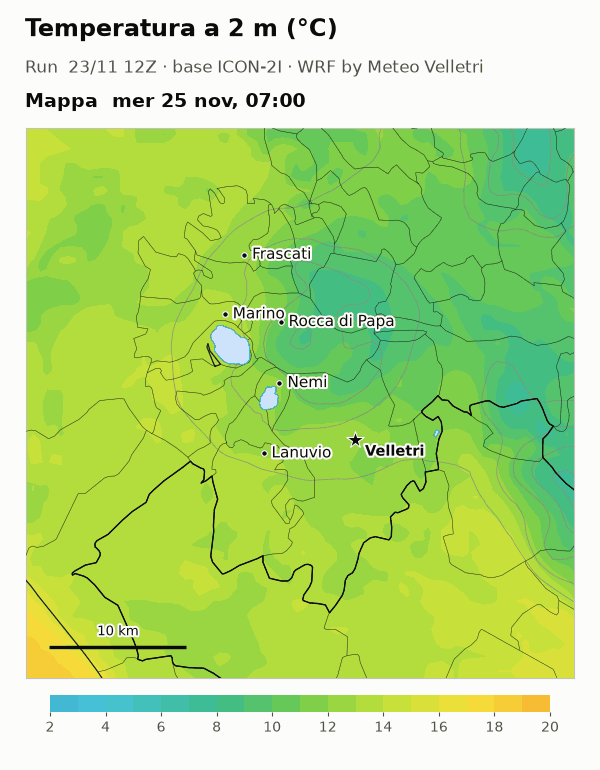 Temperatura a 2 m (°C)
Run  23/11 12Z · base ICON-2I · WRF by Meteo Velletri
Mappa  mer 25 nov, 07:00
Frascati
Marino
Rocca di Papa
Nemi
Velletri
Lanuvio
10 km
2 4 6 8 10 12 14 16 18 20